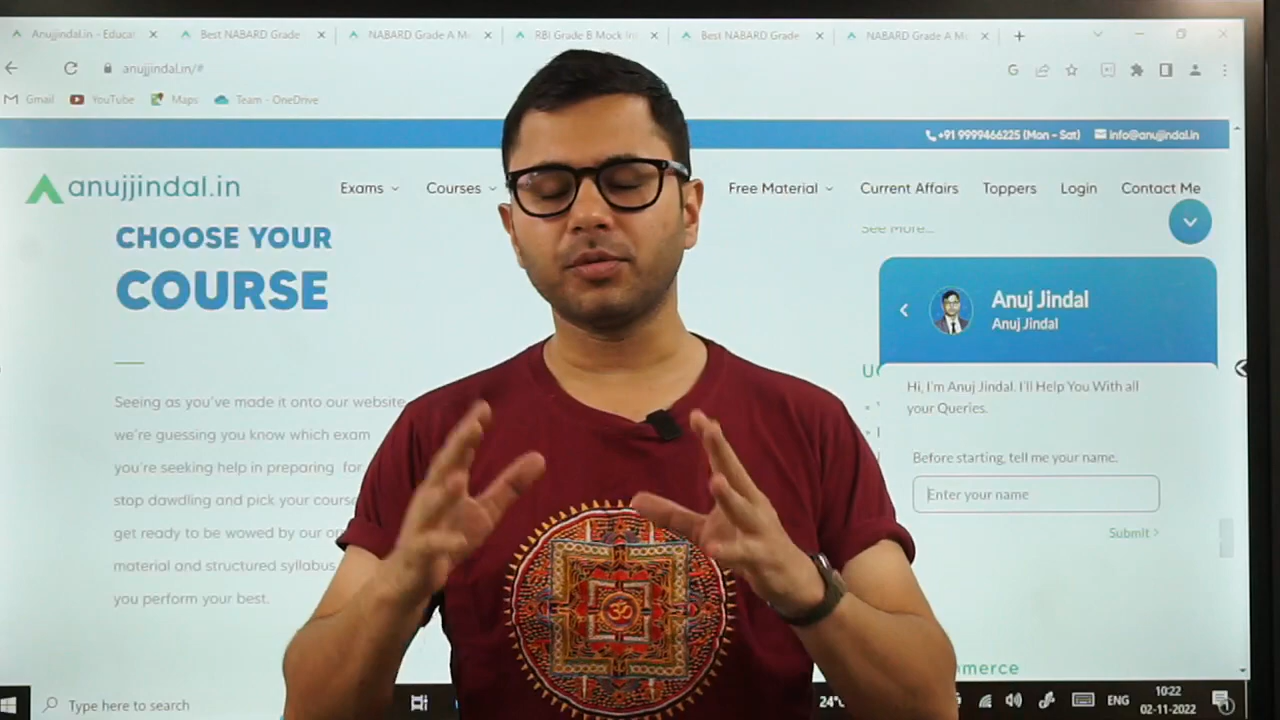 Anujjindal.in - Educat
Best NABARD Grade
NABARD Grade A Mo
RBI Grade B Mock In
Best NABARD Grade
NABARD Grade A Mo
anujjindal.in/#
Gmail
YouTube
Maps
Team - OneDrive
+91 9999466225 (Mon - Sat)
info@anujjindal.in
anujjindal.in
Exams
Courses
Free Material
Current Affairs
Toppers
Login
Contact Me
CHOOSE YOUR
COURSE
Seeing as you've made it onto our website
we're guessing you know which exam
you're seeking help in preparing for
stop dawdling and pick your course
get ready to be wowed by our
material and structured syllabus
you perform your best.
See More...
Anuj Jindal
Anuj Jindal
Hi, I'm Anuj Jindal. I'll Help You With all
your Queries.
Before starting, tell me your name.
Enter your name
Submit >
ॐ
Type here to search
24°
ENG
10:22
02-11-2022
1